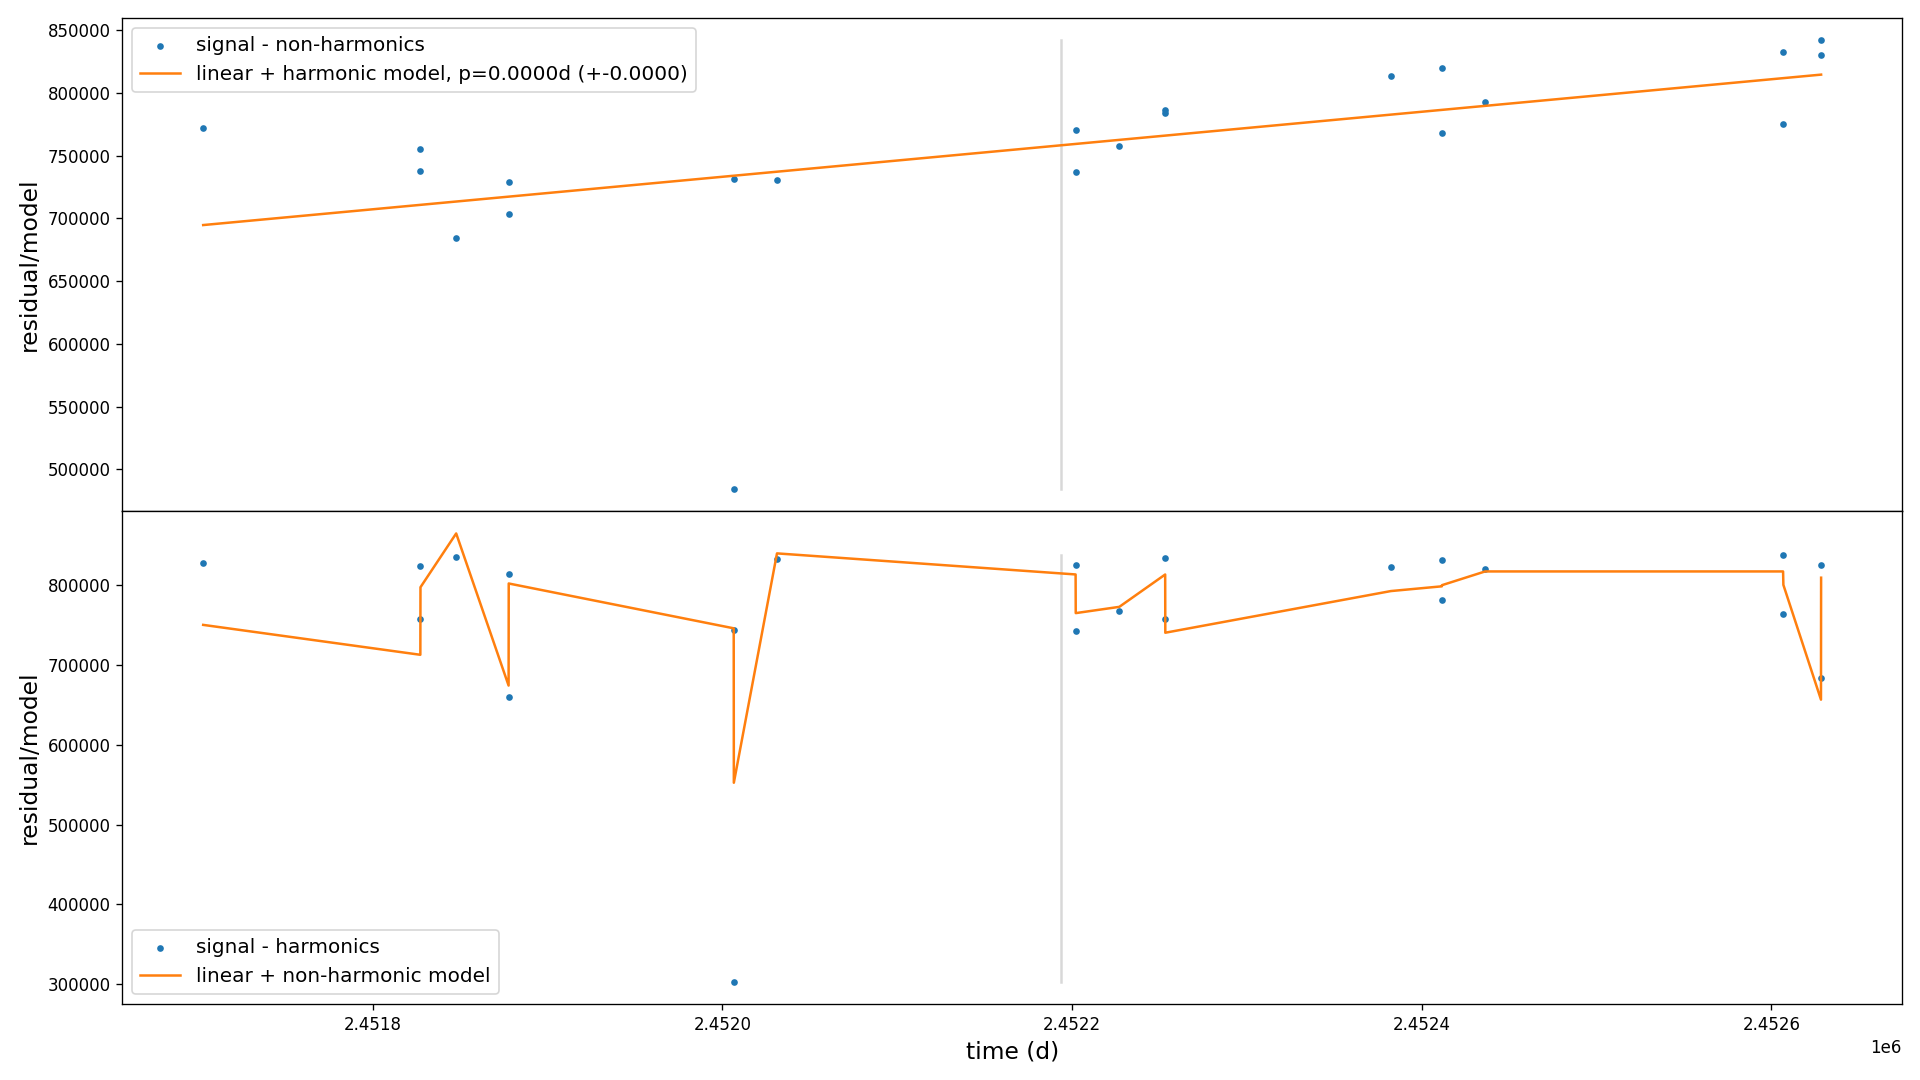 850000
800000
750000
700000
650000
600000
550000
500000
residual/model
signal - non-harmonics
linear + harmonic model, p=0.0000d (+-0.0000)
800000
700000
600000
500000
400000
300000
residual/model
signal - harmonics
linear + non-harmonic model
2.4518
2.4520
2.4522
2.4524
2.4526
1e6
time (d)